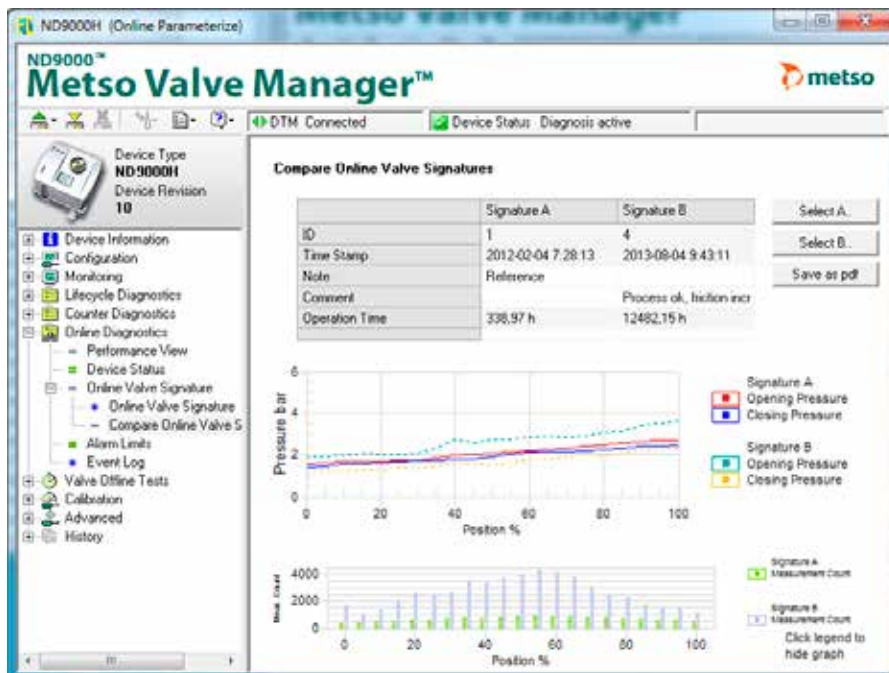 Metso Valve Manager
ND9000H (Online Parameterize)
ND9000™
Metso Valve Manager™
metso
DTM Connected
Device Status Diagnosis active
Device Type
ND9000H
Device Revision
10
Device Information
Configuration
Monitoring
Lifecycle Diagnostics
Counter Diagnostics
Online Diagnostics
Performance View
Device Status
Online Valve Signature
Online Valve Signature
Compare Online Valve S
Alarm Limits
Event Log
Valve Offline Tests
Calibration
Advanced
History
Compare Online Valve Signatures
Signature A Signature B
ID 1 4
Time Stamp 2012-02-04 7:28:13 2013-08-04 9:43:11
Note Reference
Comment Process ok, friction incr
Operation Time 338,97 h 12482,15 h
Select A..
Select B..
Save as pdf
Pressure bar
6
4
2
0
0 20 40 60 80 100
Position %
Signature A
Opening Pressure
Closing Pressure
Signature B
Opening Pressure
Closing Pressure
Meas. Count
4000
2000
0
0 20 40 60 80 100
Position %
Signature A
Measurement Count
Signature B
Measurement Count
Click legend to
hide graph